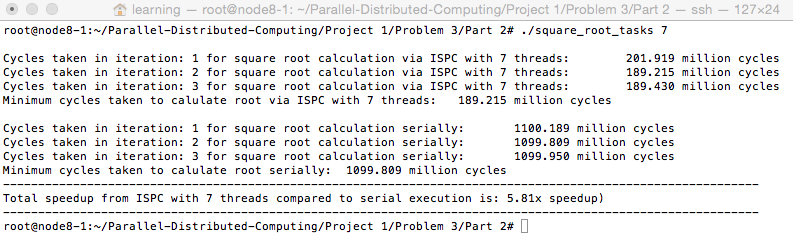 learning — root@node8-1: ~/Parallel-Distributed-Computing/Project 1/Problem 3/Part 2 — ssh — 127×24
root@node8-1:~/Parallel-Distributed-Computing/Project 1/Problem 3/Part 2# ./square_root_tasks 7
Cycles taken in iteration: 1 for square root calculation via ISPC with 7 threads: 201.919 million cycles
Cycles taken in iteration: 2 for square root calculation via ISPC with 7 threads: 189.215 million cycles
Cycles taken in iteration: 3 for square root calculation via ISPC with 7 threads: 189.430 million cycles
Minimum cycles taken to calulate root via ISPC with 7 threads: 189.215 million cycles
Cycles taken in iteration: 1 for square root calculation serially: 1100.189 million cycles
Cycles taken in iteration: 2 for square root calculation serially: 1099.809 million cycles
Cycles taken in iteration: 3 for square root calculation serially: 1099.950 million cycles
Minimum cycles taken to calulate root serially: 1099.809 million cycles
--------------------------------------------------------------------------------------------------------------
Total speedup from ISPC with 7 threads compared to serial execution is: 5.81x speedup)
--------------------------------------------------------------------------------------------------------------
root@node8-1:~/Parallel-Distributed-Computing/Project 1/Problem 3/Part 2#